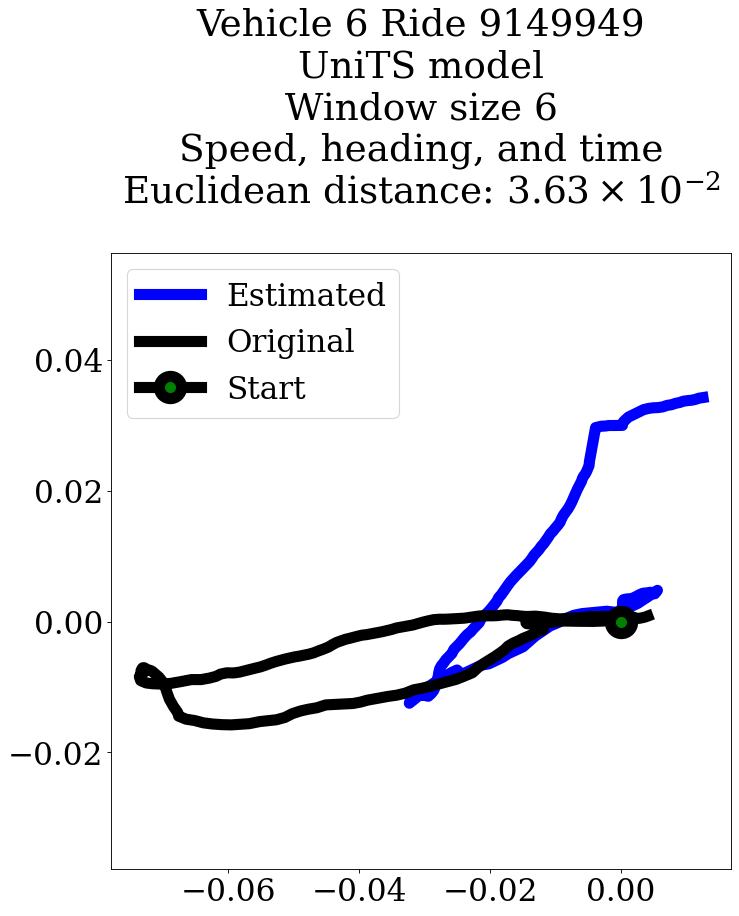 Vehicle 6 Ride 9149949
UniTS model
Window size 6
Speed, heading, and time
Euclidean distance: 3.63 × 10⁻²
Estimated
Original
Start
0.04
0.02
0.00
−0.02
−0.06 −0.04 −0.02 0.00